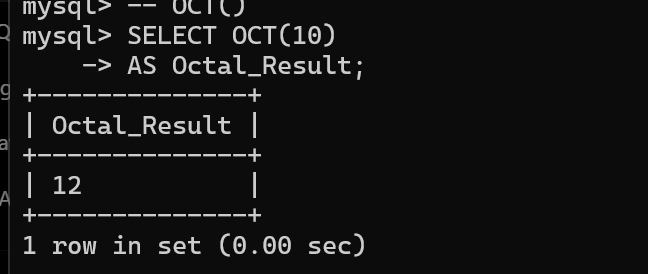 mysql> -- OCT()
mysql> SELECT OCT(10)
    -> AS Octal_Result;
+--------------+
| Octal_Result |
+--------------+
| 12           |
+--------------+
1 row in set (0.00 sec)